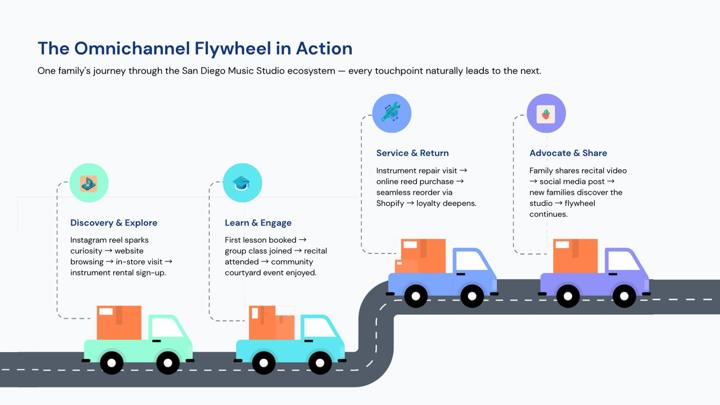 The Omnichannel Flywheel in Action
One family's journey through the San Diego Music Studio ecosystem — every touchpoint naturally leads to the next.
Discovery & Explore
Instagram reel sparks
curiosity → website
browsing → in-store visit →
instrument rental sign-up.
Learn & Engage
First lesson booked →
group class joined → recital
attended → community
courtyard event enjoyed.
Service & Return
Instrument repair visit →
online reed purchase →
seamless reorder via
Shopify → loyalty deepens.
Advocate & Share
Family shares recital video
→ social media post →
new families discover the
studio → flywheel
continues.